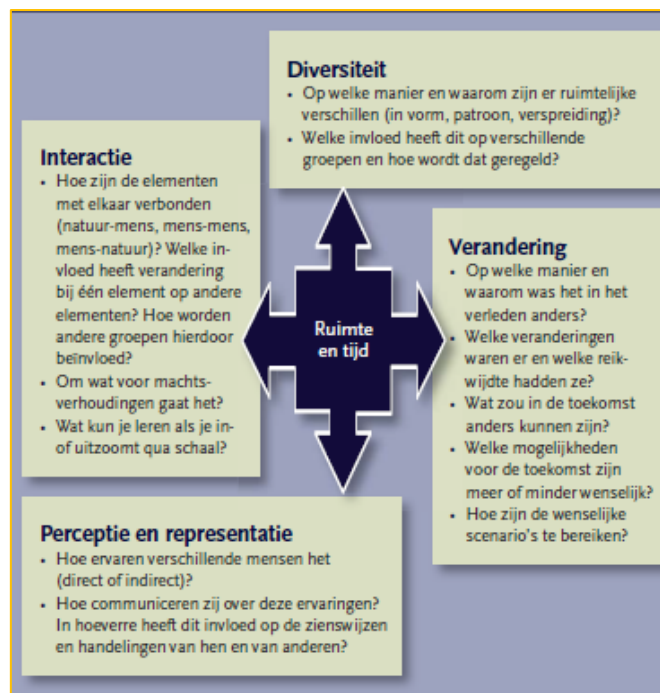 Diversiteit
• Op welke manier en waarom zijn er ruimtelijke
verschillen (in vorm, patroon, verspreiding)?
• Welke invloed heeft dit op verschillende
groepen en hoe wordt dat geregeld?
Interactie
• Hoe zijn de elementen
met elkaar verbonden
(natuur-mens, mens-mens,
mens-natuur)? Welke in-
vloed heeft verandering
bij één element op andere
elementen? Hoe worden
andere groepen hierdoor
beïnvloed?
• Om wat voor machts-
verhoudingen gaat het?
• Wat kun je leren als je in-
of uitzoomt qua schaal?
Ruimte
en tijd
Verandering
• Op welke manier en
waarom was het in het
verleden anders?
• Welke veranderingen
waren er en welke reik-
wijdte hadden ze?
• Wat zou in de toekomst
anders kunnen zijn?
• Welke mogelijkheden
voor de toekomst zijn
meer of minder wenselijk?
• Hoe zijn de wenselijke
scenario's te bereiken?
Perceptie en representatie
• Hoe ervaren verschillende mensen het
(direct of indirect)?
• Hoe communiceren zij over deze ervaringen?
In hoeverre heeft dit invloed op de zienswijzen
en handelingen van hen en van anderen?